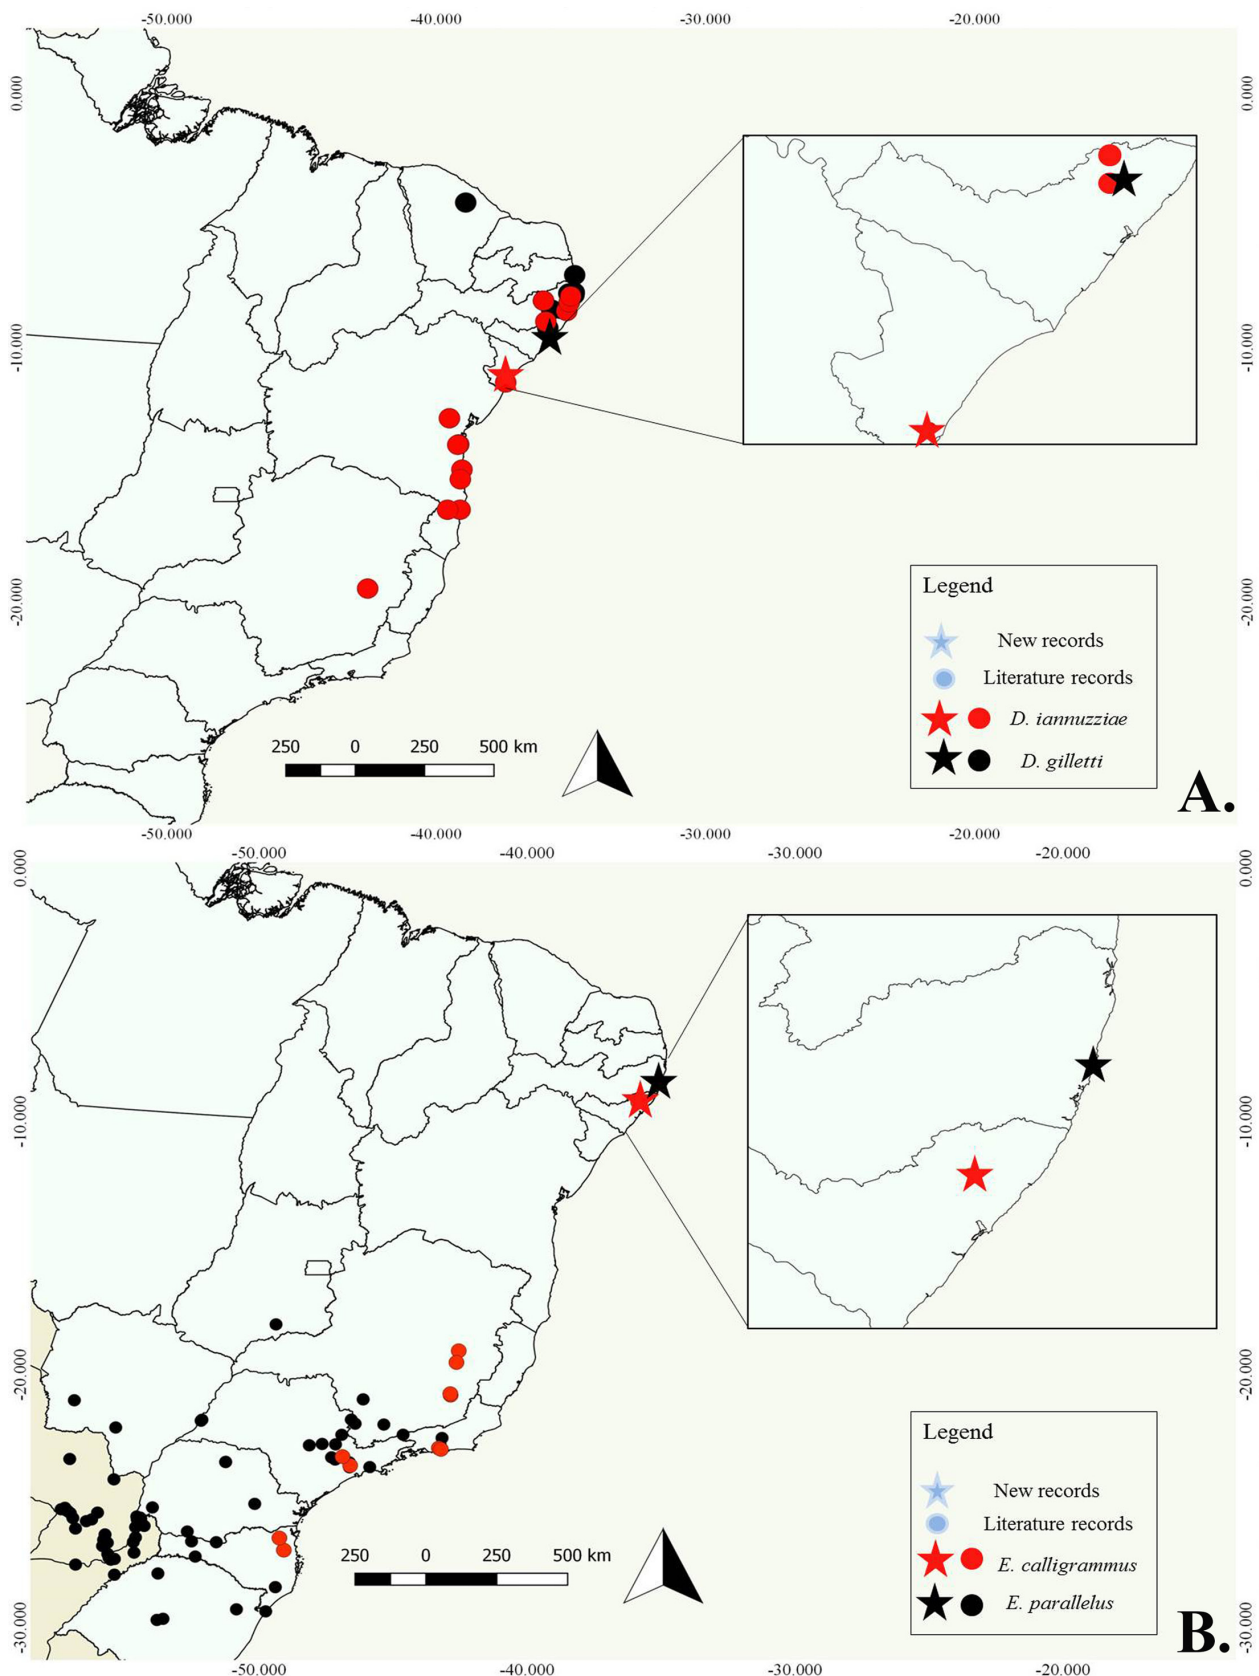 -50.000 -40.000 -30.000 -20.000
0.000 0.000
-10.000 -10.000
-20.000 -20.000
Legend
New records
Literature records
D. iannuzziae
D. gilletti
250 0 250 500 km
A.
-50.000 -40.000 -30.000 -20.000
-50.000 -40.000 -30.000 -20.000
0.000 0.000
-10.000 -10.000
-20.000 -20.000
Legend
New records
Literature records
E. calligrammus
E. parallelus
250 0 250 500 km
B.
-30.000 -30.000
-50.000 -40.000 -30.000 -20.000